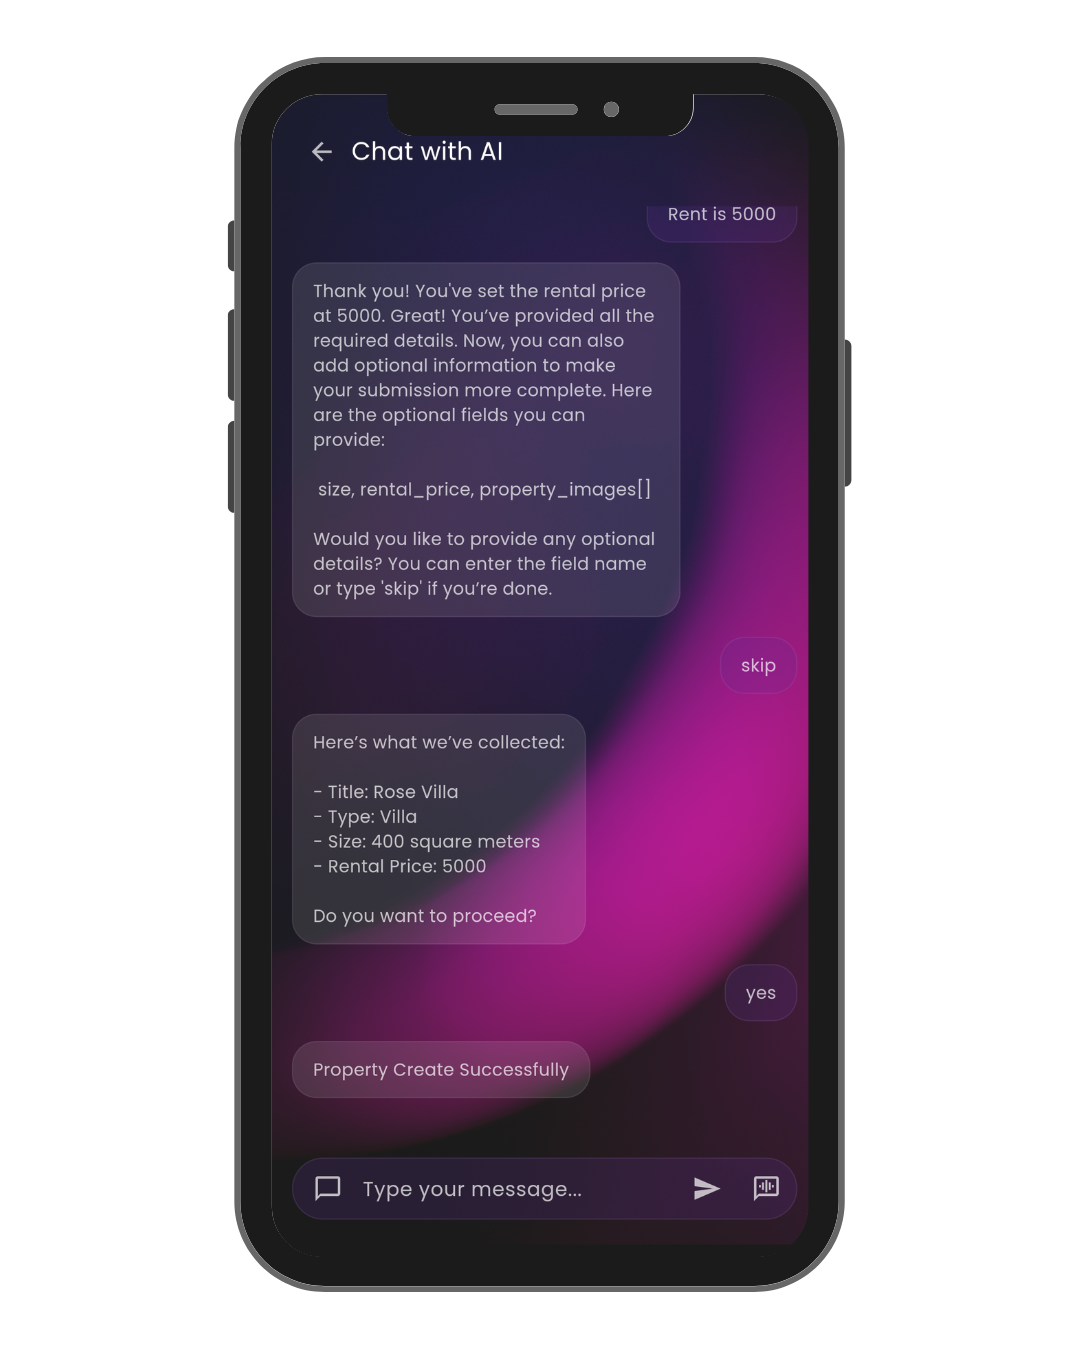 Chat with AI
Rent is 5000
Thank you! You've set the rental price
at 5000. Great! You’ve provided all the
required details. Now, you can also
add optional information to make
your submission more complete. Here
are the optional fields you can
provide:
size, rental_price, property_images[]
Would you like to provide any optional
details? You can enter the field name
or type 'skip' if you’re done.
skip
Here’s what we’ve collected:
- Title: Rose Villa
- Type: Villa
- Size: 400 square meters
- Rental Price: 5000
Do you want to proceed?
yes
Property Create Successfully
Type your message...